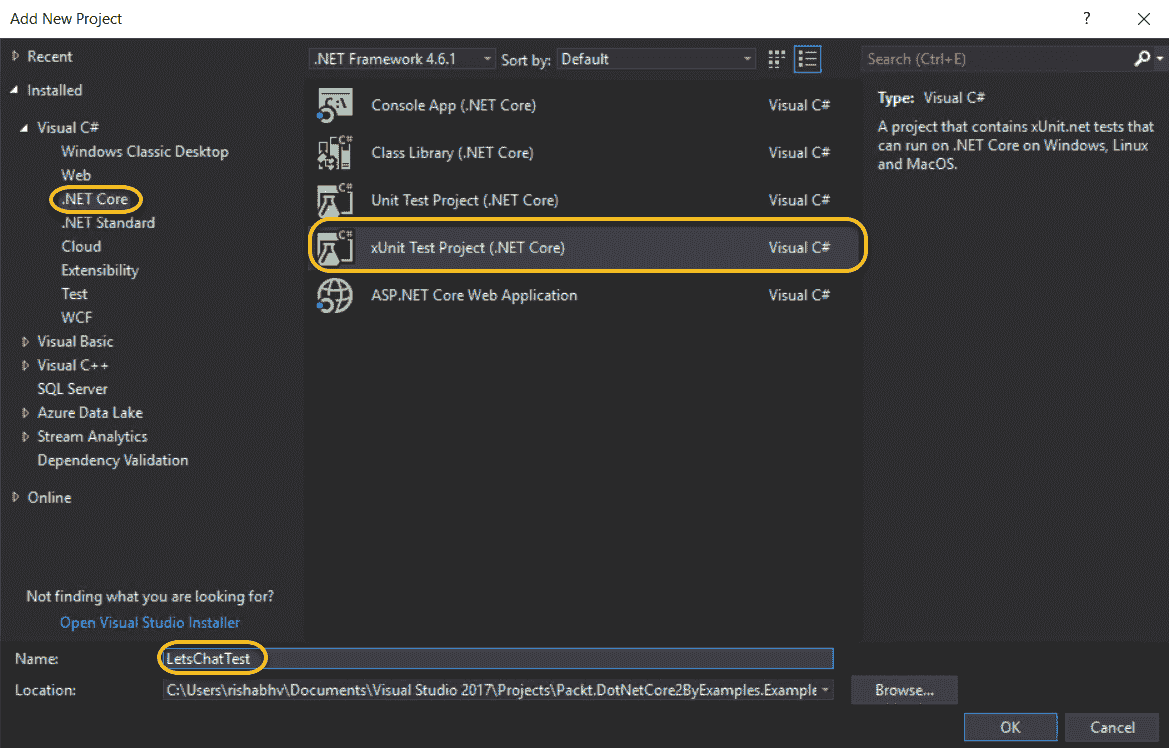 Add New Project
?
Recent
Installed
Visual C#
Windows Classic Desktop
Web
.NET Core
.NET Standard
Cloud
Extensibility
Test
WCF
Visual Basic
Visual C++
SQL Server
Azure Data Lake
Stream Analytics
Dependency Validation
Online
Not finding what you are looking for?
Open Visual Studio Installer
.NET Framework 4.6.1 Sort by: Default
C:\ Console App (.NET Core) Visual C#
C# Class Library (.NET Core) Visual C#
C# Unit Test Project (.NET Core) Visual C#
C# xUnit Test Project (.NET Core) Visual C#
ASP.NET Core Web Application Visual C#
Search (Ctrl+E)
Type: Visual C#
A project that contains xUnit.net tests that
can run on .NET Core on Windows, Linux
and MacOS.
Name: LetsChatTest
Location: C:\Users\rishabhv\Documents\Visual Studio 2017\Projects\Packt.DotNetCore2ByExamples.Example Browse...
OK Cancel